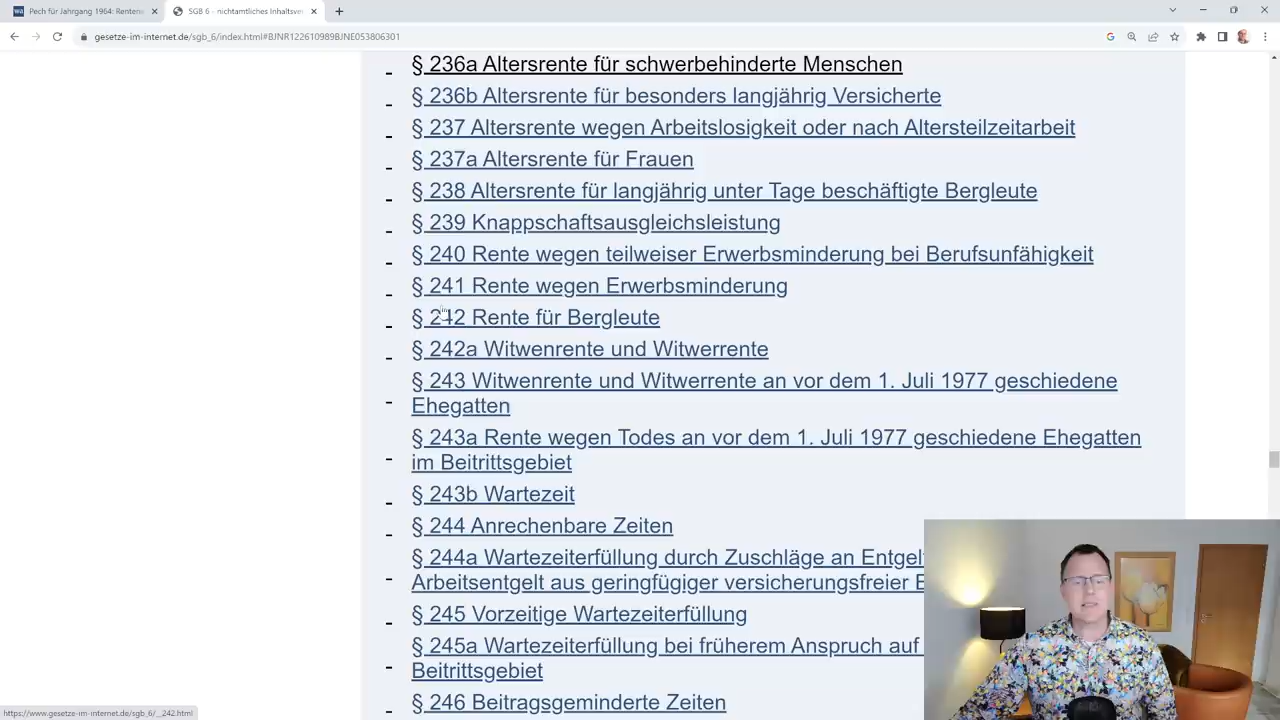 Pech für Jahrgang 1964: Rentene
SGB 6 - nichtamtliches Inhaltsver
gesetze-im-internet.de/sgb_6/index.html#BJNR122610989BJNE053806301
§ 236a Altersrente für schwerbehinderte Menschen
§ 236b Altersrente für besonders langjährig Versicherte
§ 237 Altersrente wegen Arbeitslosigkeit oder nach Altersteilzeitarbeit
§ 237a Altersrente für Frauen
§ 238 Altersrente für langjährig unter Tage beschäftigte Bergleute
§ 239 Knappschaftsausgleichsleistung
§ 240 Rente wegen teilweiser Erwerbsminderung bei Berufsunfähigkeit
§ 241 Rente wegen Erwerbsminderung
§ 242 Rente für Bergleute
§ 242a Witwenrente und Witwerrente
§ 243 Witwenrente und Witwerrente an vor dem 1. Juli 1977 geschiedene
Ehegatten
§ 243a Rente wegen Todes an vor dem 1. Juli 1977 geschiedene Ehegatten
im Beitrittsgebiet
§ 243b Wartezeit
§ 244 Anrechenbare Zeiten
§ 244a Wartezeiterfüllung durch Zuschläge an Entgel
Arbeitsentgelt aus geringfügiger versicherungsfreier
§ 245 Vorzeitige Wartezeiterfüllung
§ 245a Wartezeiterfüllung bei früherem Anspruch auf
Beitrittsgebiet
§ 246 Beitragsgeminderte Zeiten
https://www.gesetze-im-internet.de/sgb_6/__242.html